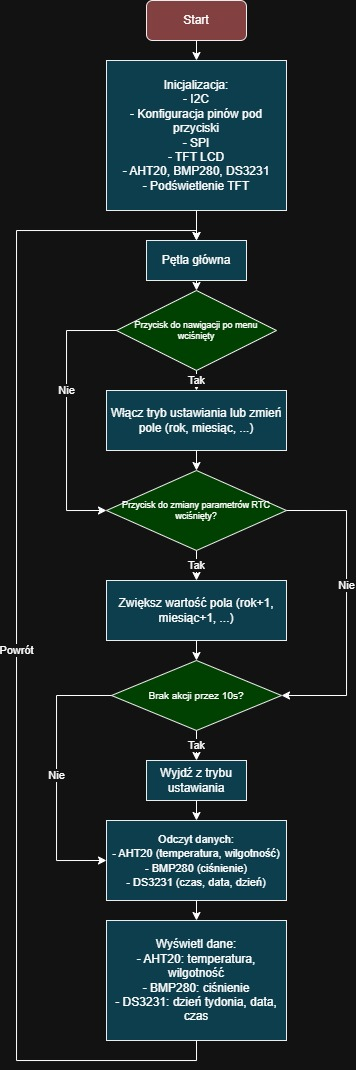 Start
Inicjalizacja:
- I2C
- Konfiguracja pinów pod
przyciski
- SPI
- TFT LCD
- AHT20, BMP280, DS3231
- Podświetlenie TFT
Pętla główna
Przycisk do nawigacji po menu
wciśnięty
Nie
Tak
Włącz tryb ustawiania lub zmień
pole (rok, miesiąc, ...)
Przycisk do zmiany parametrów RTC
wciśnięty?
Tak
Nie
Zwiększ wartość pola (rok+1,
miesiąc+1, ...)
Powrót
Brak akcji przez 10s?
Tak
Nie
Wyjdź z trybu
ustawiania
Odczyt danych:
- AHT20 (temperatura, wilgotność)
- BMP280 (ciśnienie)
- DS3231 (czas, data, dzień)
Wyświetl dane:
- AHT20: temperatura,
wilgotność
- BMP280: ciśnienie
- DS3231: dzień tydonia, data,
czas